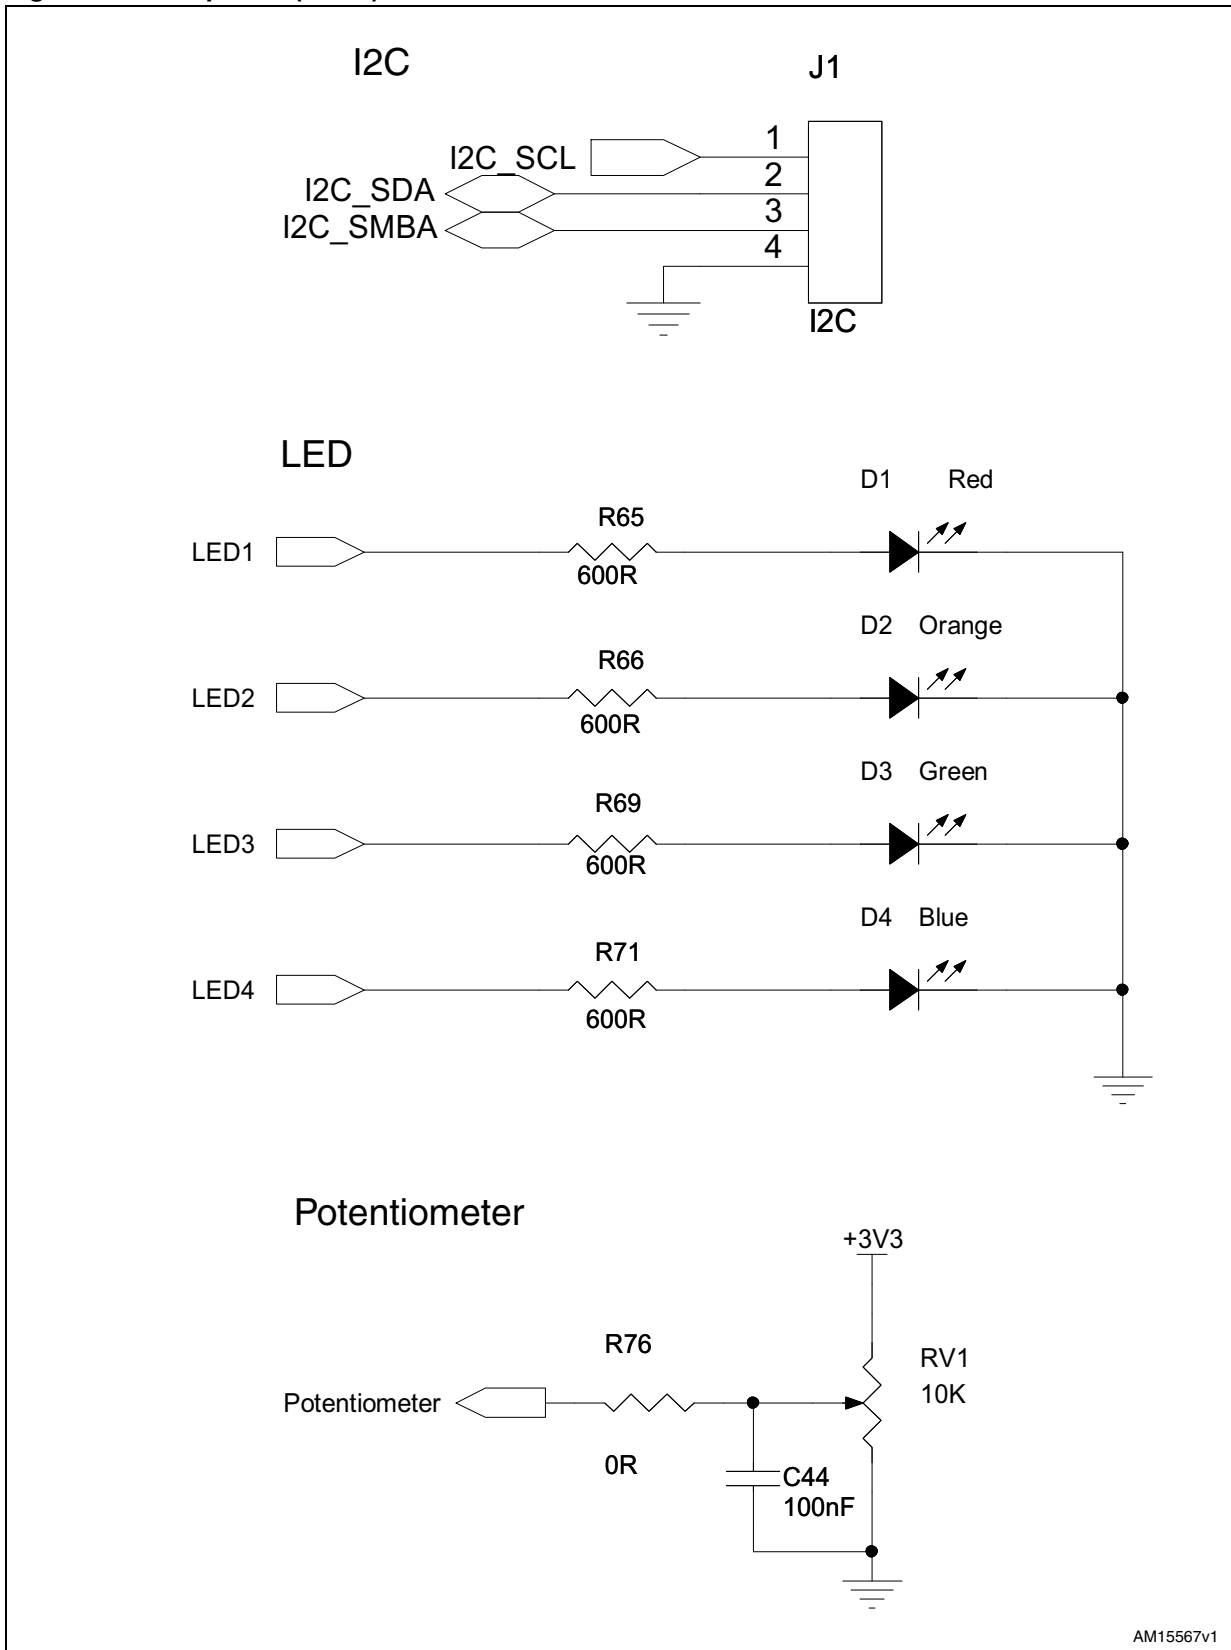 I2C
J1
I2C_SCL
1
I2C_SDA
2
I2C_SMBA
3
4
I2C
LED
D1 Red
R65
LED1
600R
D2 Orange
R66
LED2
600R
D3 Green
R69
LED3
600R
D4 Blue
R71
LED4
600R
Potentiometer
+3V3
R76
RV1
10K
Potentiometer
0R
C44
100nF
AM15567v1